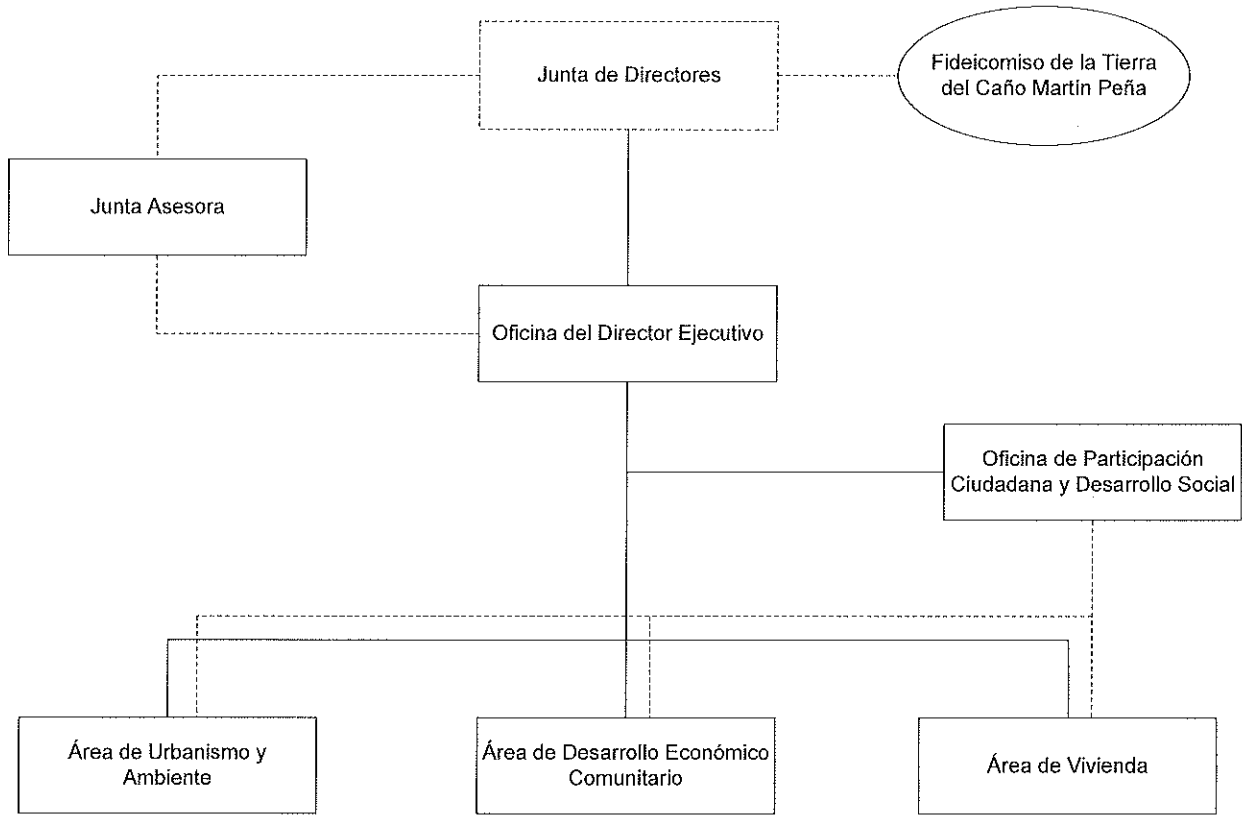 Junta de Directores
Fideicomiso de la Tierra
del Caño Martín Peña
Junta Asesora
Oficina del Director Ejecutivo
Oficina de Participación
Ciudadana y Desarrollo Social
Área de Urbanismo y
Ambiente
Área de Desarrollo Económico
Comunitario
Área de Vivienda